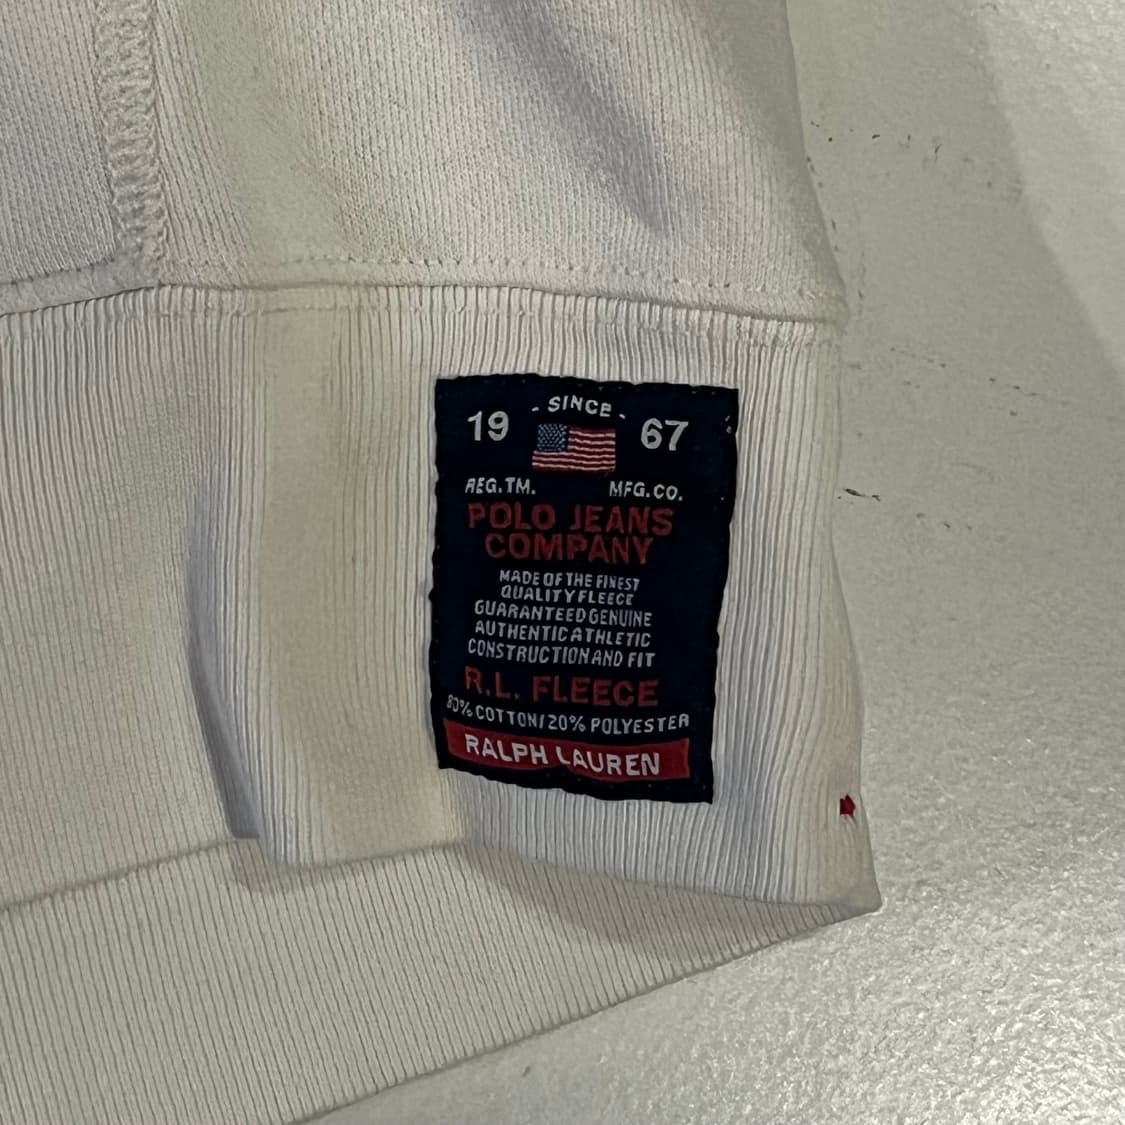 - SINCE -
19 67
REG.TM. MFG.CO.
POLO JEANS
COMPANY
MADE OF THE FINEST
QUALITY FLEECE
GUARANTEED GENUINE
AUTHENTIC ATHLETIC
CONSTRUCTION AND FIT
R.L. FLEECE
80% COTTON/20% POLYESTER
RALPH LAUREN